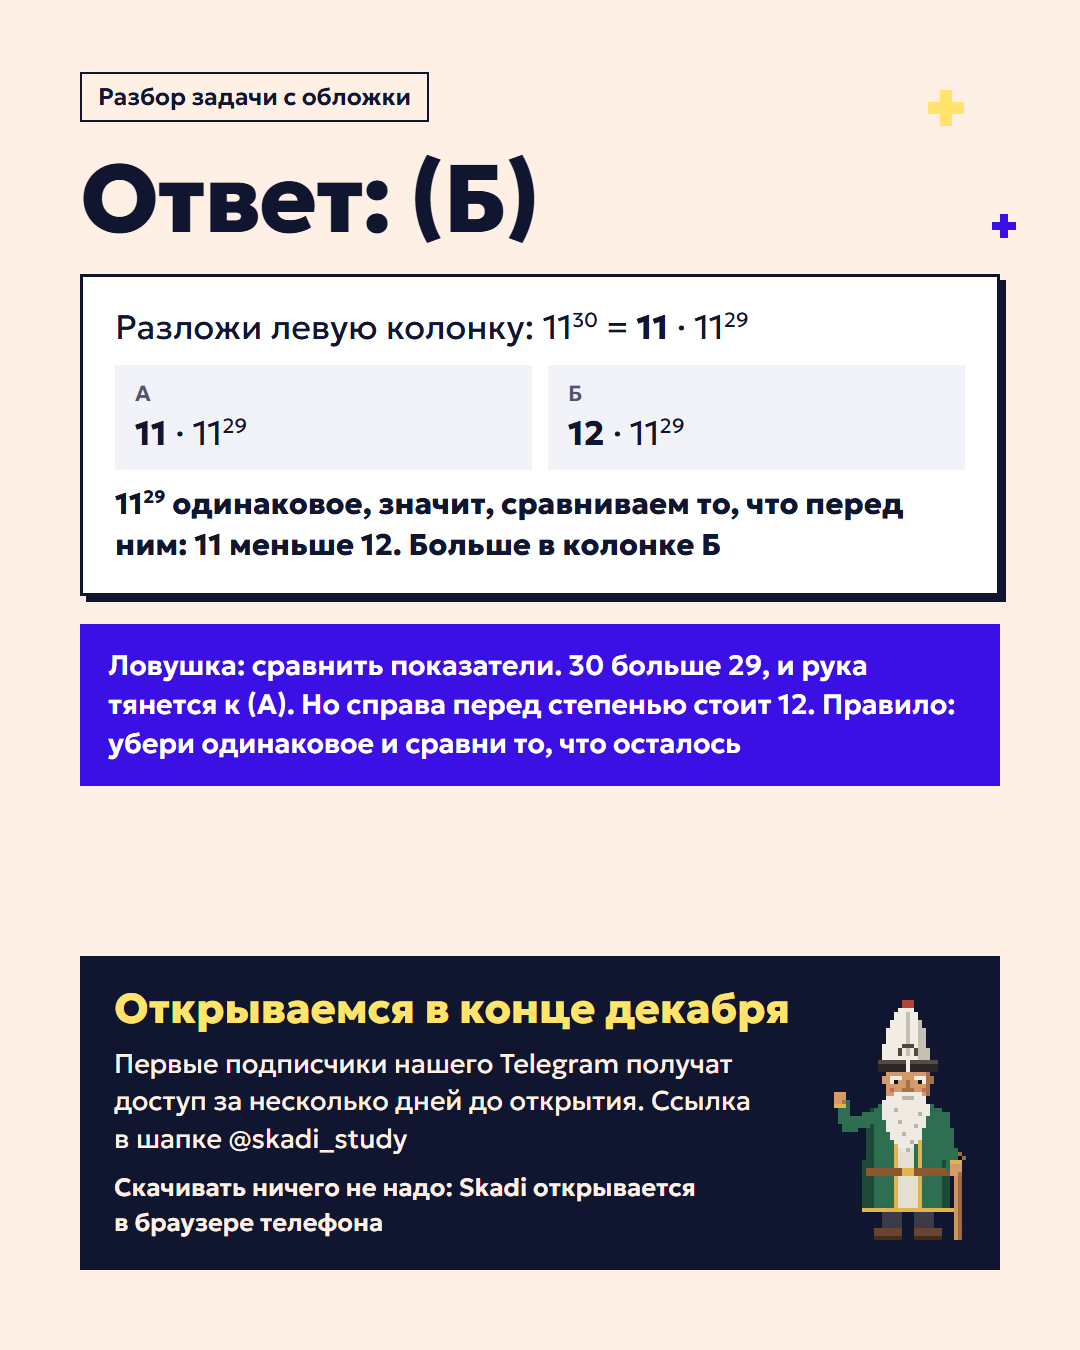 Разбор задачи с обложки
Ответ: (Б)
Разложи левую колонку: 11³⁰ = 11 · 11²⁹
А
11 · 11²⁹
Б
12 · 11²⁹
11²⁹ одинаковое, значит, сравниваем то, что перед
ним: 11 меньше 12. Больше в колонке Б
Ловушка: сравнить показатели. 30 больше 29, и рука
тянется к (А). Но справа перед степенью стоит 12. Правило:
убери одинаковое и сравни то, что осталось
Открываемся в конце декабря
Первые подписчики нашего Telegram получат
доступ за несколько дней до открытия. Ссылка
в шапке @skadi_study
Скачивать ничего не надо: Skadi открывается
в браузере телефона